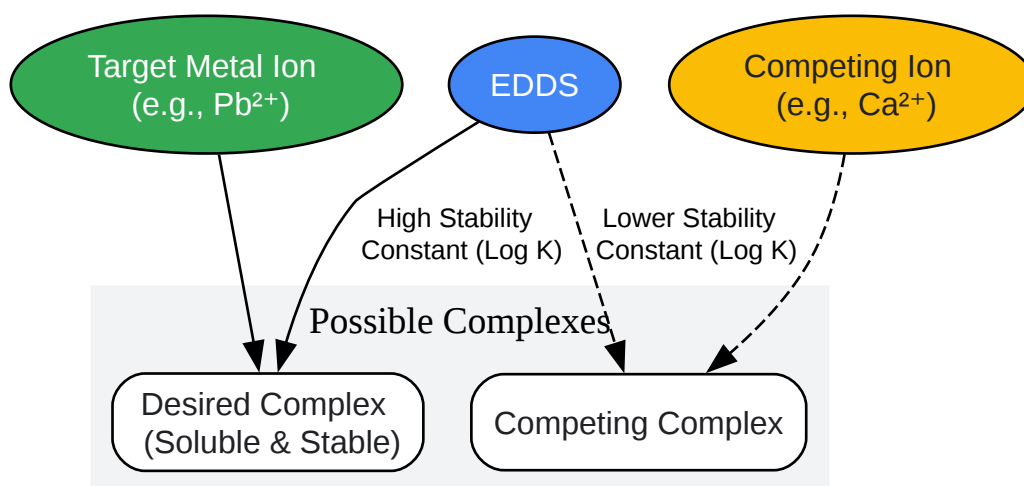 Target Metal Ion
(e.g., Pb²⁺)
EDDS
Competing Ion
(e.g., Ca²⁺)
High Stability
Constant (Log K)
Lower Stability
Constant (Log K)
Possible Complexes
Desired Complex
(Soluble & Stable)
Competing Complex